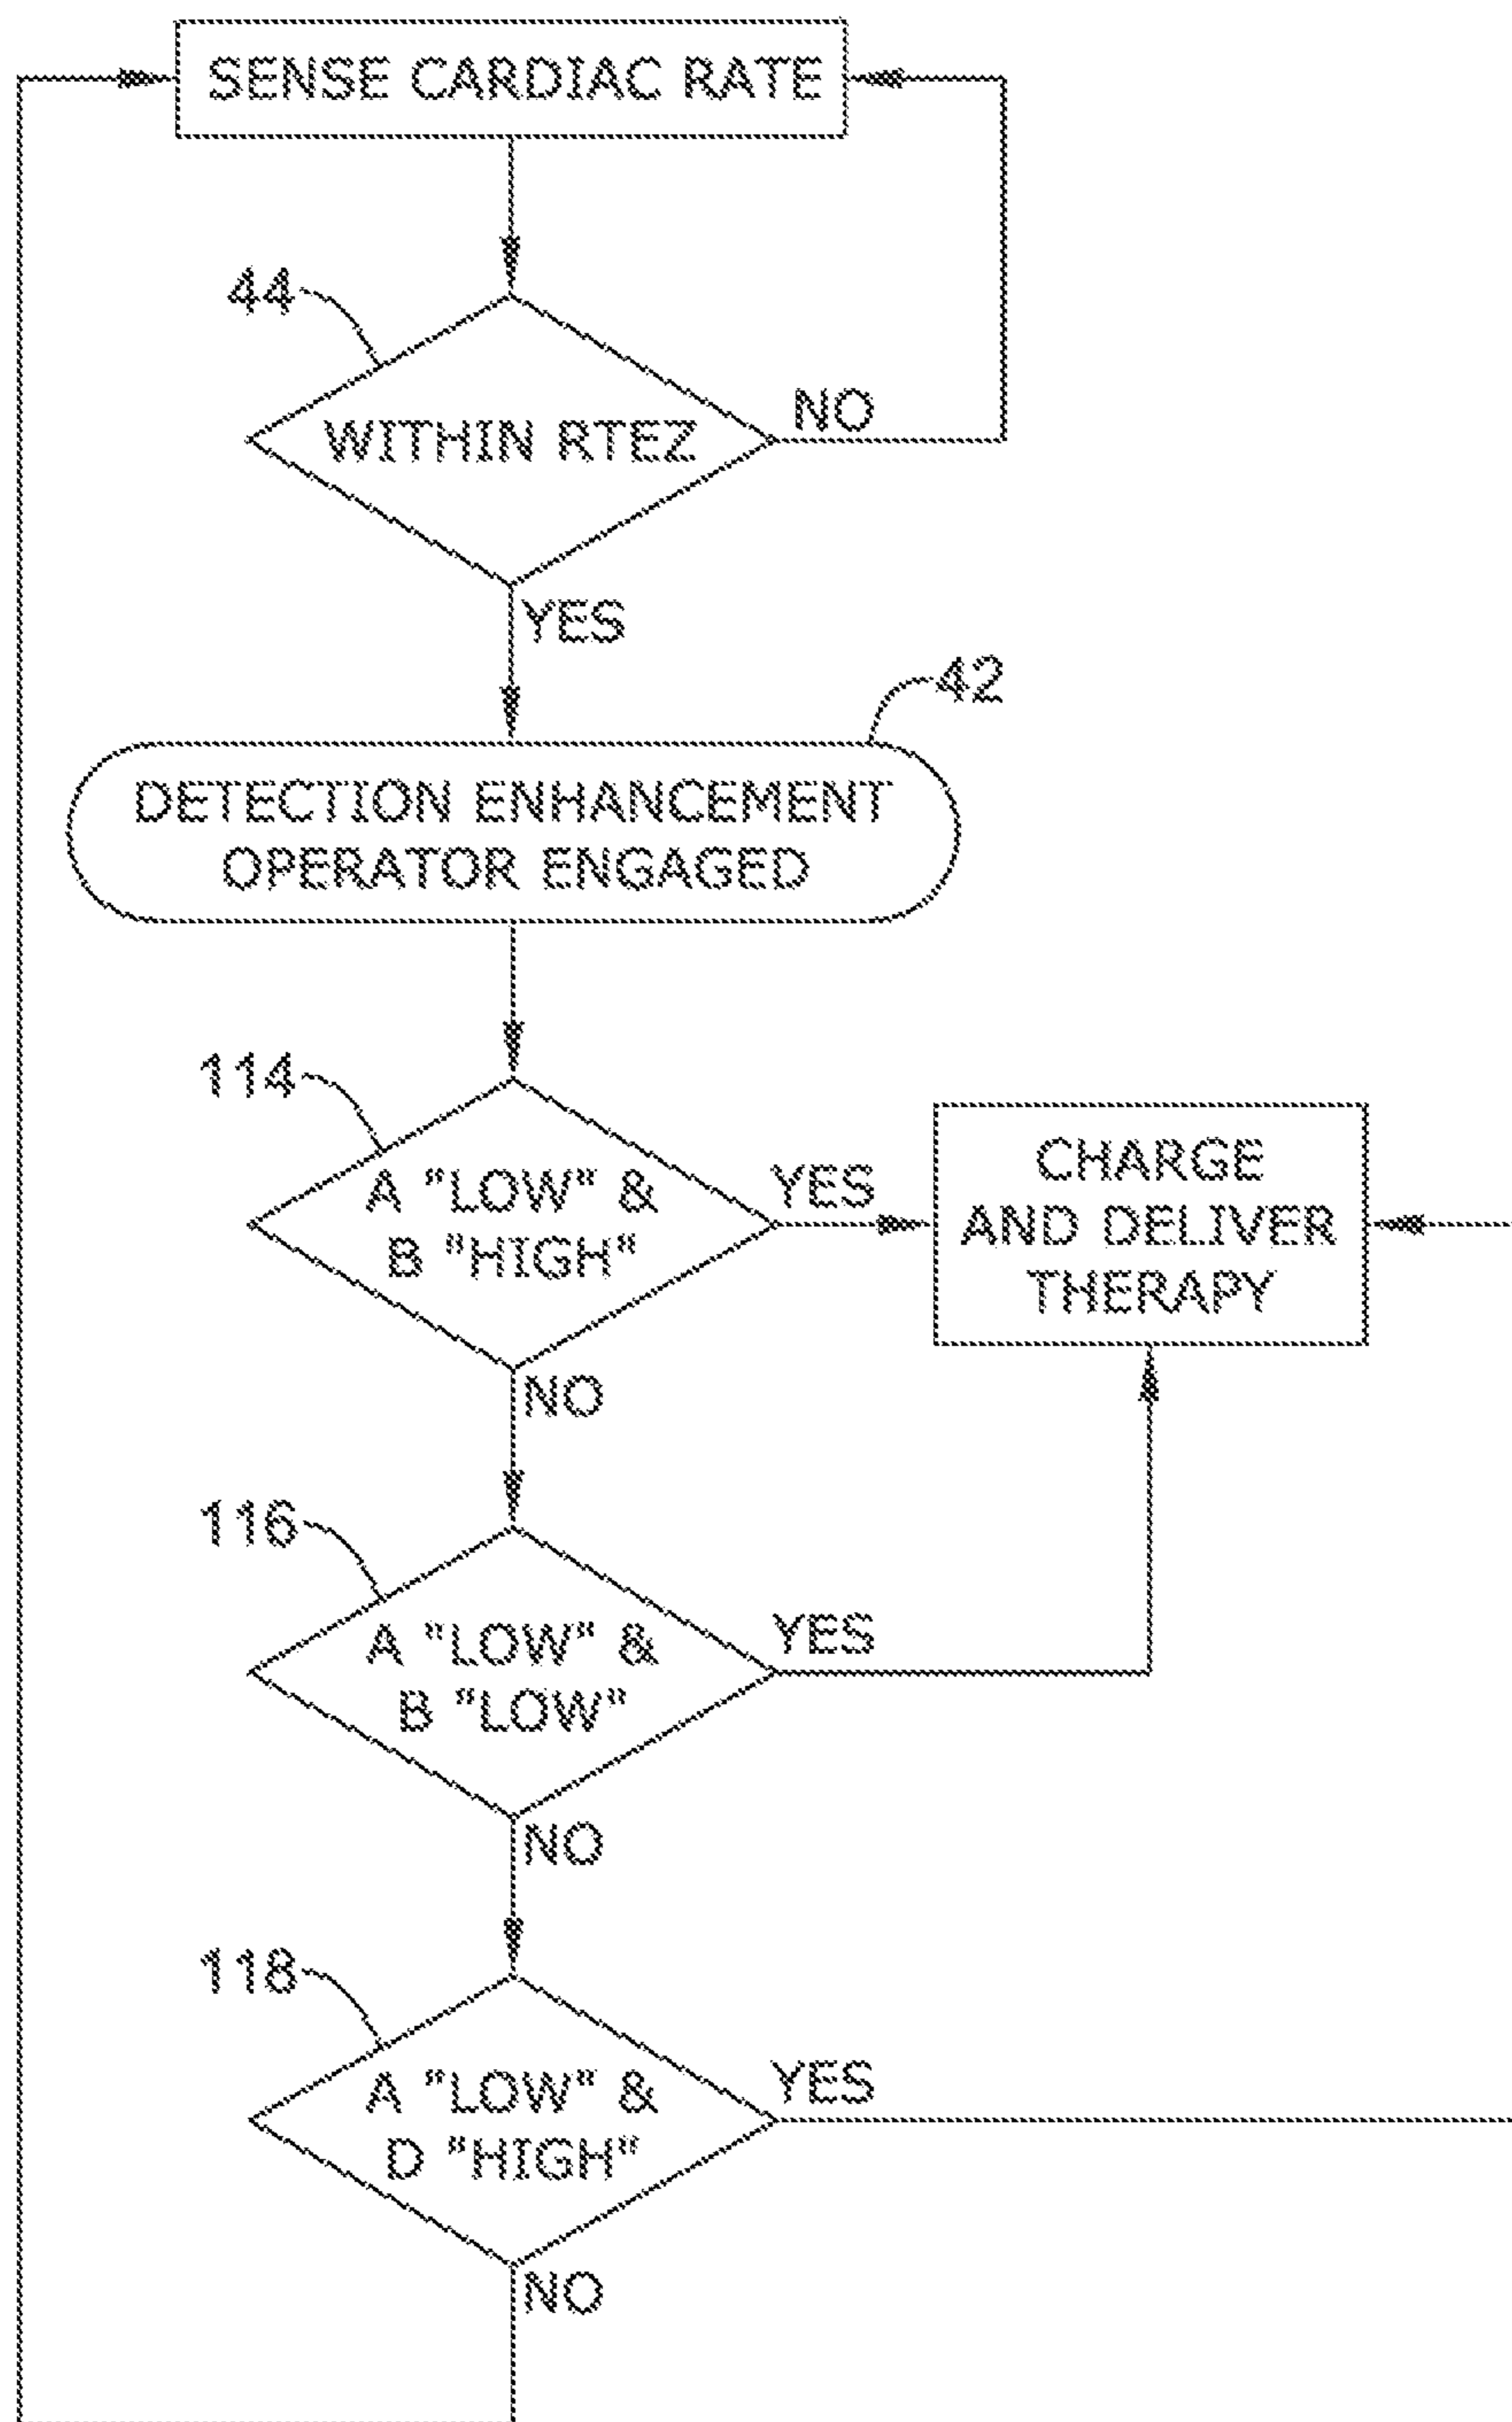 SENSE CARDIAC RATE
44
WITHIN RTEZ
NO
YES
42
DETECTION ENHANCEMENT
OPERATOR ENGAGED
114
A "LOW" &
B "HIGH"
YES
CHARGE
AND DELIVER
THERAPY
NO
116
A "LOW" &
B "LOW"
YES
NO
118
A "LOW" &
D "HIGH"
YES
NO